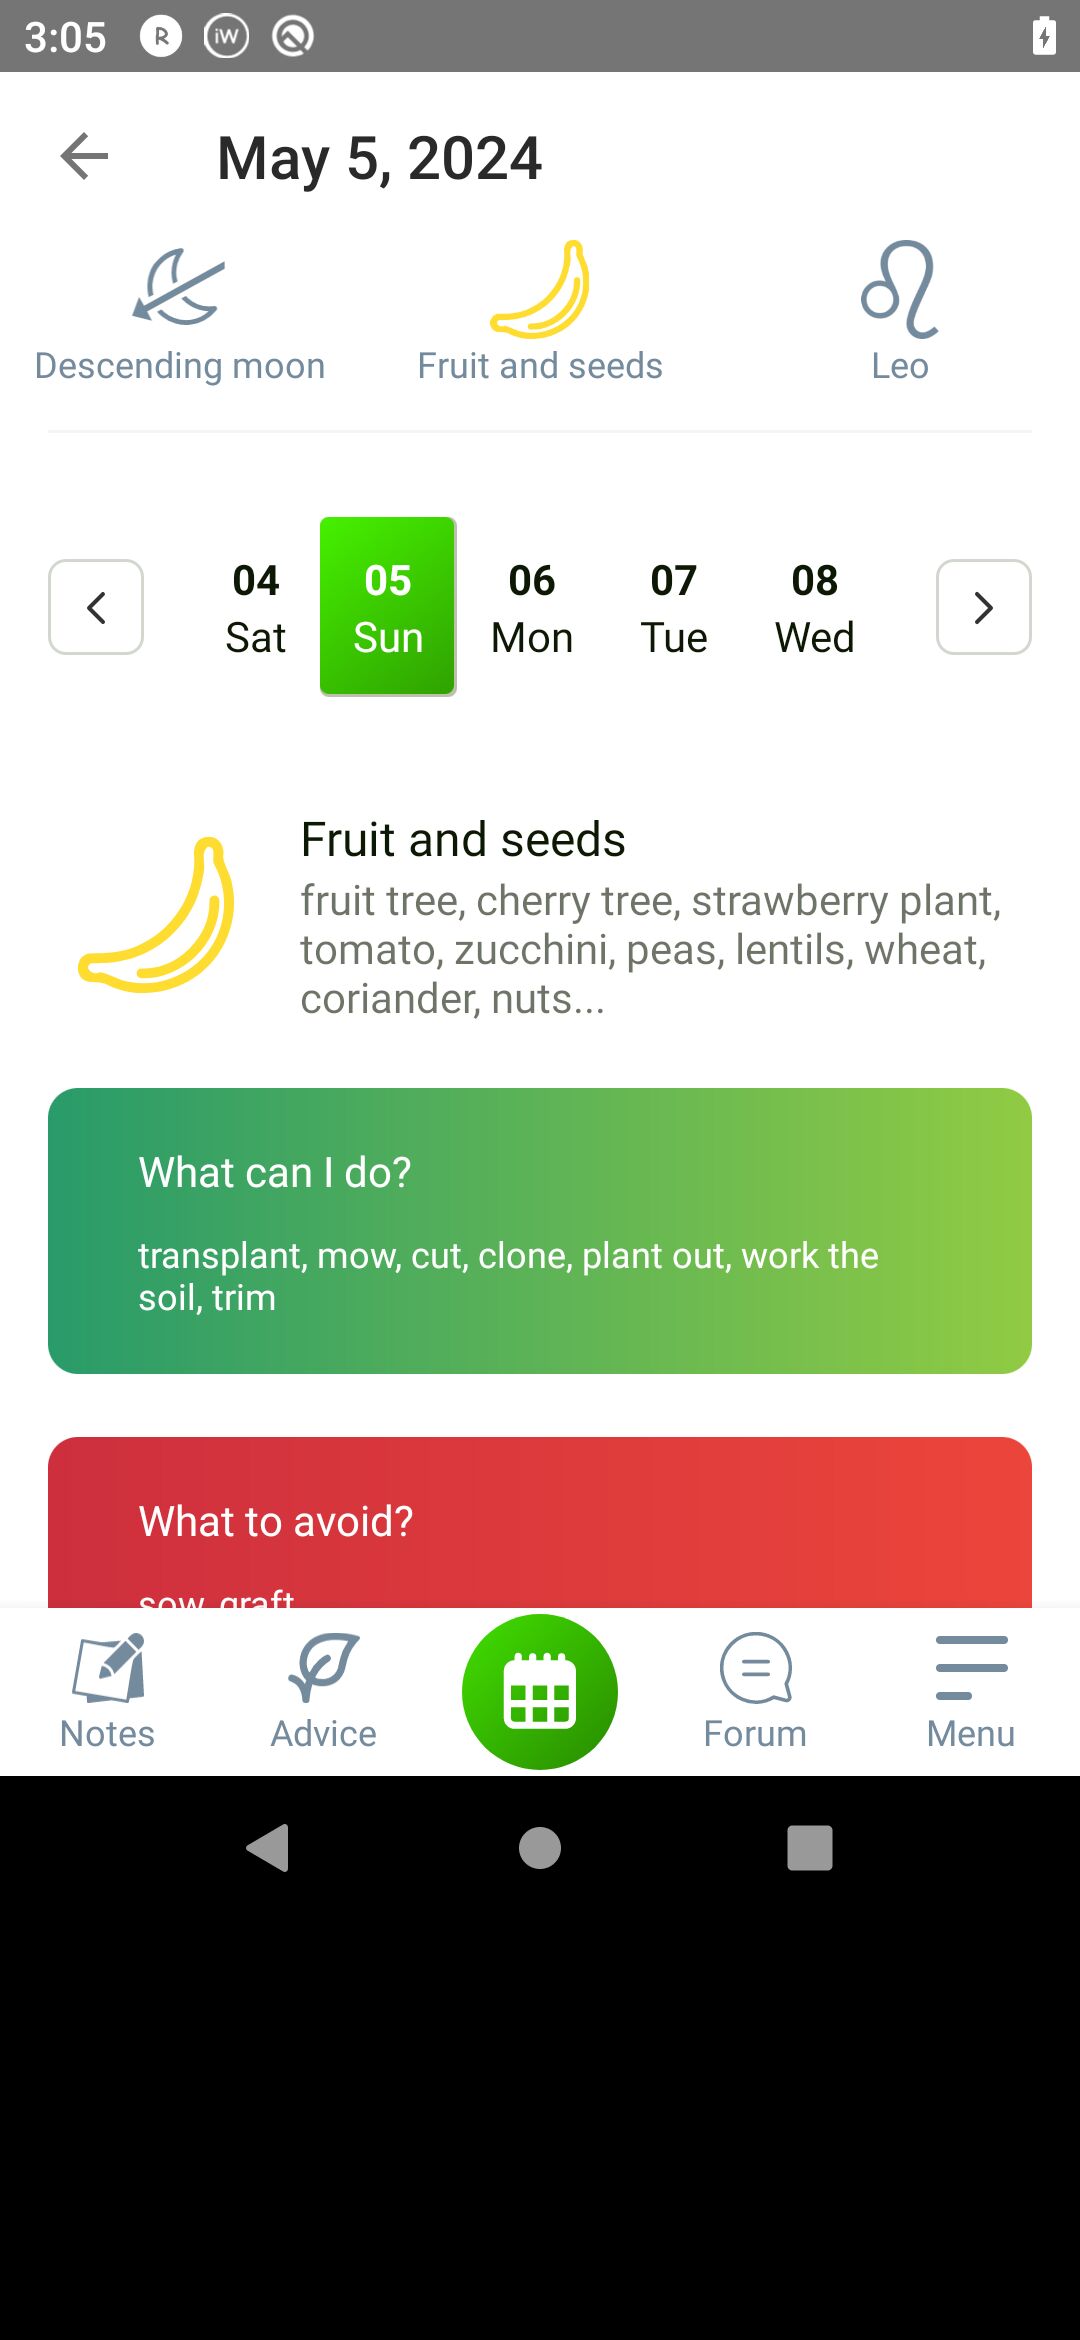 3:05
May 5, 2024
Descending moon
Fruit and seeds
Leo
04 05 06 07 08
Sat Sun Mon Tue Wed
Fruit and seeds
fruit tree, cherry tree, strawberry plant,
tomato, zucchini, peas, lentils, wheat,
coriander, nuts...
What can I do?
transplant, mow, cut, clone, plant out, work the
soil, trim
What to avoid?
sow, graft
Notes
Advice
Forum
Menu